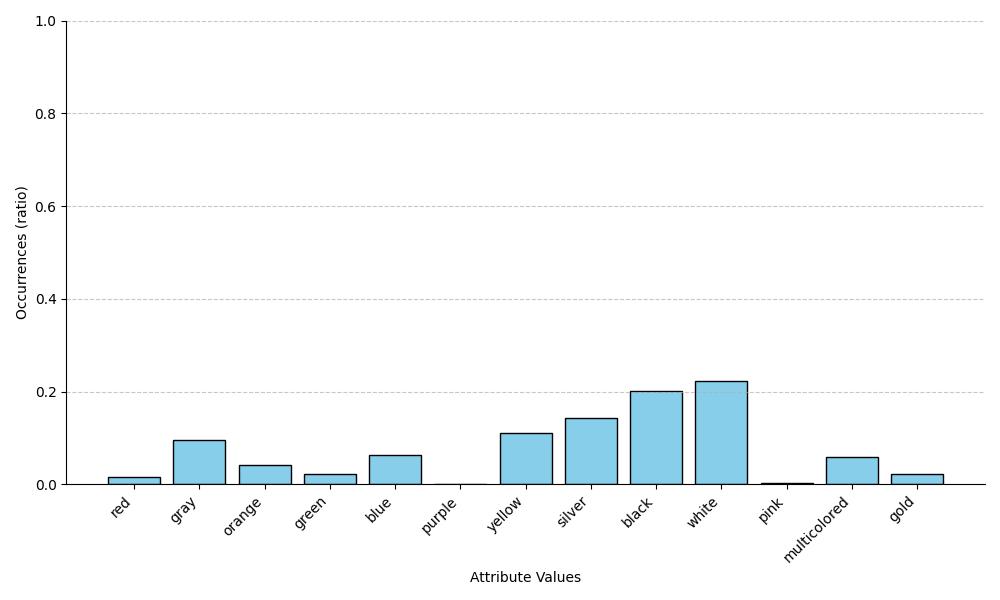 1.0
0.8
0.6
0.4
0.2
0.0
Occurrences (ratio)
red
gray
orange
green
blue
purple
yellow
silver
black
white
pink
multicolored
gold
Attribute Values